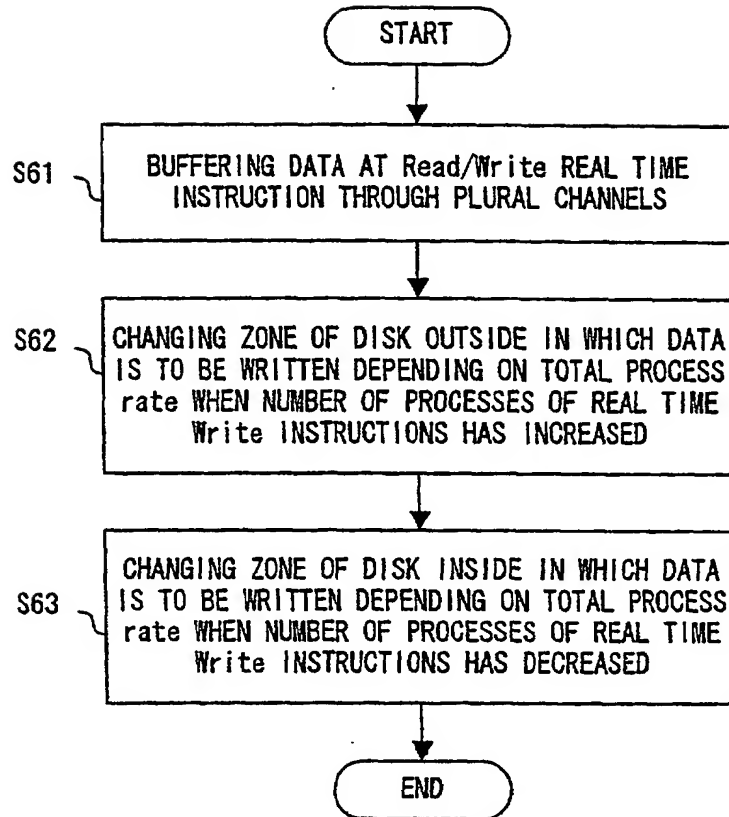 START
S61
BUFFERING DATA AT Read/Write REAL TIME
INSTRUCTION THROUGH PLURAL CHANNELS
S62
CHANGING ZONE OF DISK OUTSIDE IN WHICH DATA
IS TO BE WRITTEN DEPENDING ON TOTAL PROCESS
rate WHEN NUMBER OF PROCESSES OF REAL TIME
Write INSTRUCTIONS HAS INCREASED
S63
CHANGING ZONE OF DISK INSIDE IN WHICH DATA
IS TO BE WRITTEN DEPENDING ON TOTAL PROCESS
rate WHEN NUMBER OF PROCESSES OF REAL TIME
Write INSTRUCTIONS HAS DECREASED
END